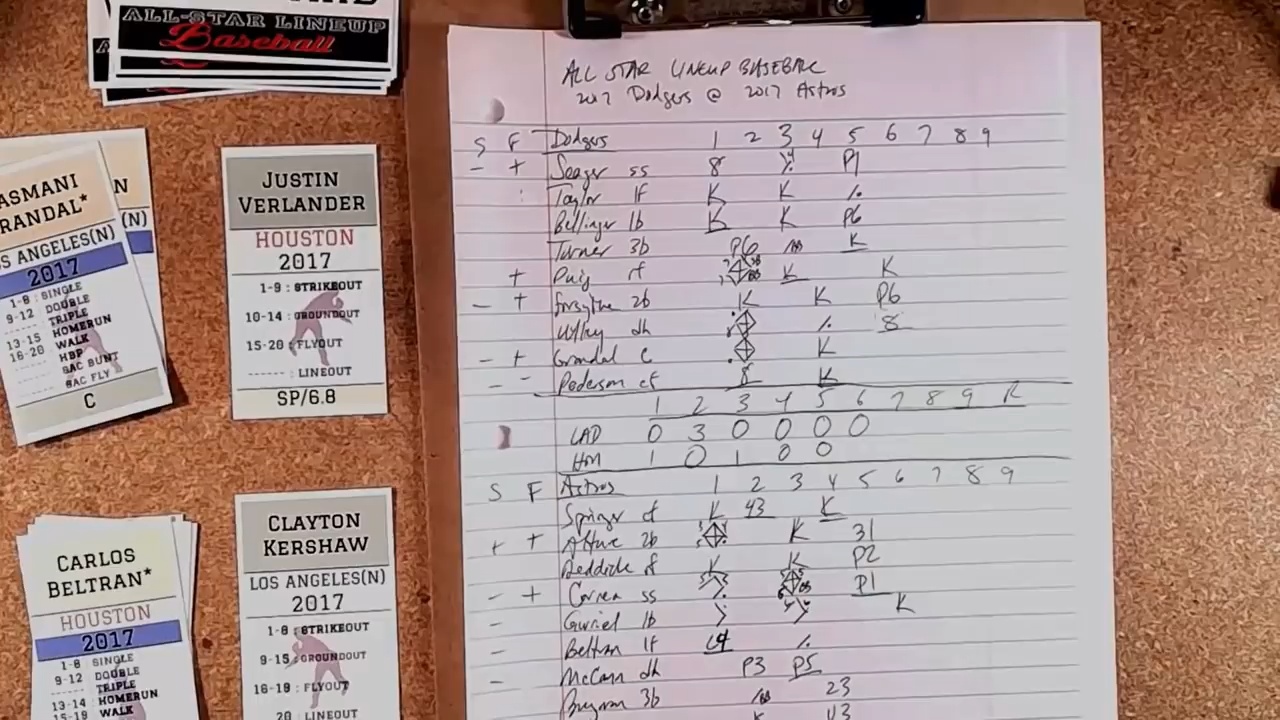 ALL-STAR LINEUP
Baseball
ASMANI
RANDAL*
N
(N)
S ANGELES(N)
2017
1-8 : SINGLE
9-12 : DOUBLE
------ : TRIPLE
13-15 : HOMERUN
16-20 : WALK
------ : HBP
------ : SAC BUNT
------ : SAC FLY
C
JUSTIN
VERLANDER
HOUSTON
2017
1-9 : STRIKEOUT
10-14 : GROUNDOUT
15-20 : FLYOUT
------ : LINEOUT
SP/6.8
CARLOS
BELTRAN*
HOUSTON
2017
1-8 : SINGLE
9-12 : DOUBLE
------ : TRIPLE
13-14 : HOMERUN
15-19 : WALK
CLAYTON
KERSHAW
LOS ANGELES(N)
2017
1-8 : STRIKEOUT
9-15 : GROUNDOUT
16-19 : FLYOUT
20 : LINEOUT
ALL STAR LINEUP BASEBALL
2017 Dodgers @ 2017 Astros
S F Dodgers 1 2 3 4 5 6 7 8 9
- + Seager ss 8 P1
Taylor lf K K
Bellinger 1b K K P6
Turner 3b P6 K
+ Puig rf K K
- + Forsythe 2b K K P6
Utley dh 8
- + Grandal c K
- - Pederson cf 8 K
1 2 3 4 5 6 7 8 9 R
LAD 0 3 0 0 0 0
HOU 1 0 1 0 0
S F Astros 1 2 3 4 5 6 7 8 9
Springer cf K 43 K
+ + Altuve 2b K 31
Reddick rf K K P2
- + Correa ss P1
- Gurriel 1b K
- Beltran lf L4
- McCann dh P3 P5
Bregman 3b 23
K 43